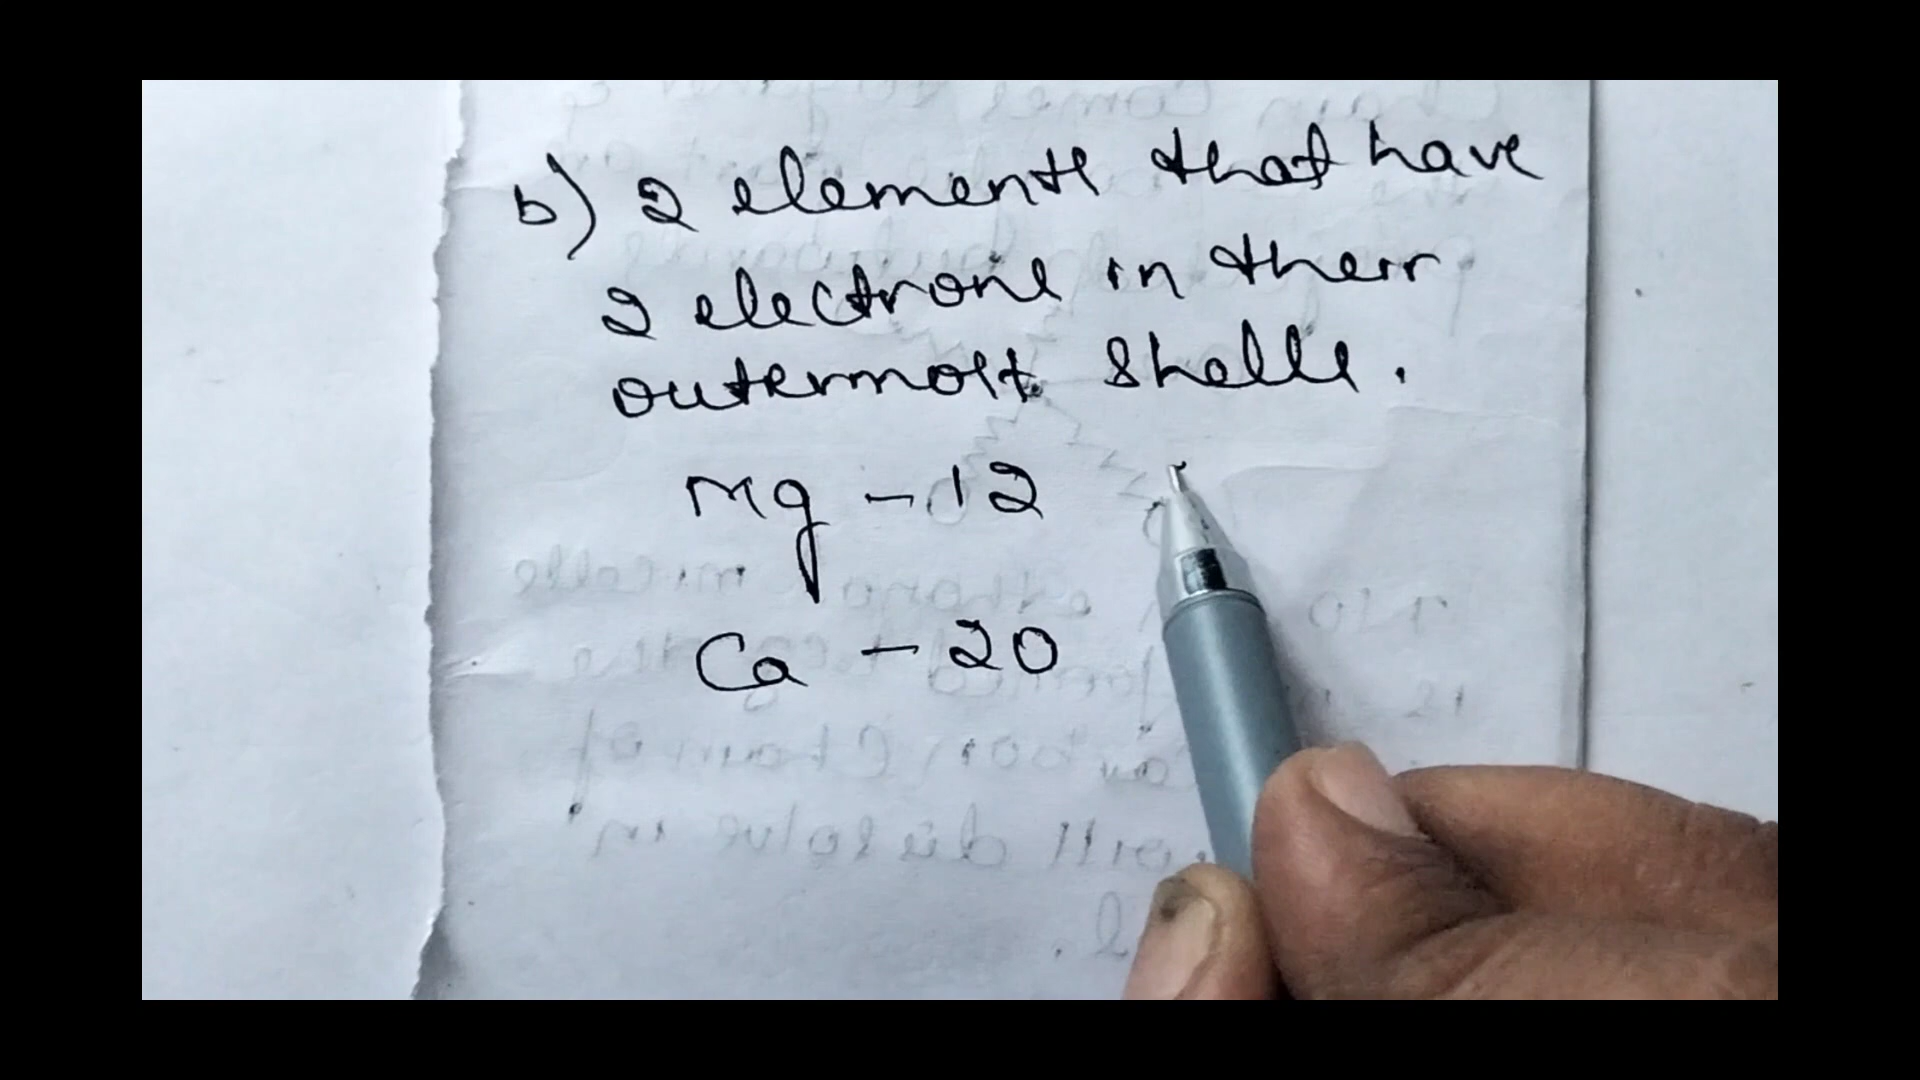 b) 2 elements that have
2 electrons in their
outermost shells.
Mg - 12
Ca - 20